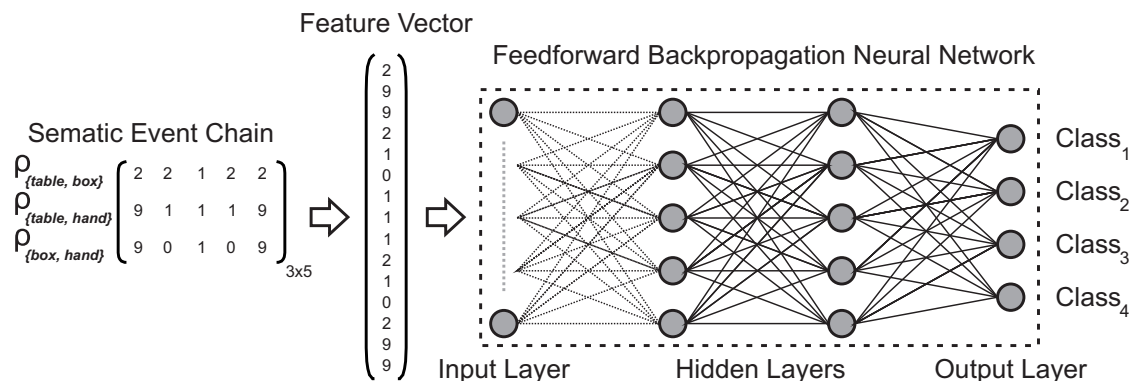 Feature Vector
Feedforward Backpropagation Neural Network
Sematic Event Chain
ρ{table, box} 2 2 1 2 2
ρ{table, hand} 9 1 1 1 9
ρ{box, hand} 9 0 1 0 9
3x5
2
9
9
2
1
0
1
1
1
2
1
0
2
9
9
Class1
Class2
Class3
Class4
Input Layer
Hidden Layers
Output Layer